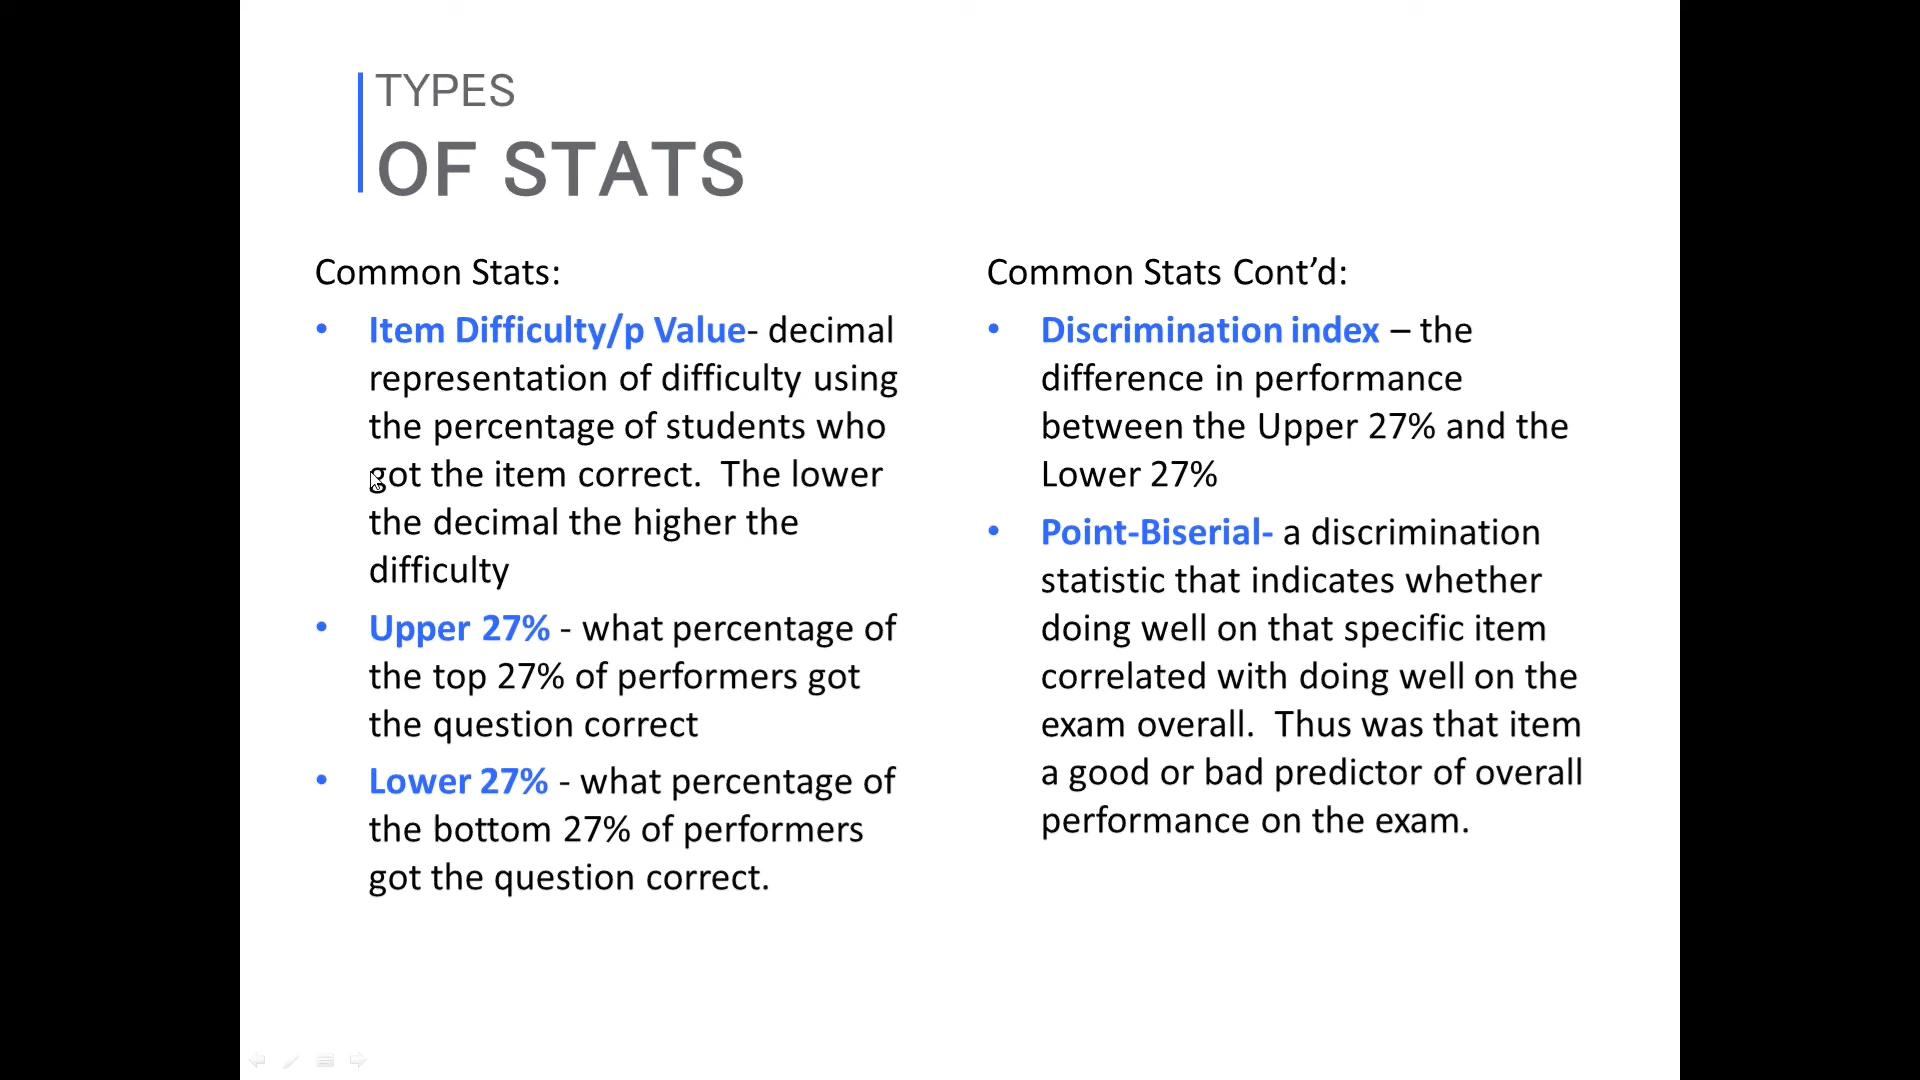 TYPES
OF STATS
Common Stats:
• Item Difficulty/p Value- decimal
representation of difficulty using
the percentage of students who
got the item correct.  The lower
the decimal the higher the
difficulty
• Upper 27% - what percentage of
the top 27% of performers got
the question correct
• Lower 27% - what percentage of
the bottom 27% of performers
got the question correct.
Common Stats Cont’d:
• Discrimination index – the
difference in performance
between the Upper 27% and the
Lower 27%
• Point-Biserial- a discrimination
statistic that indicates whether
doing well on that specific item
correlated with doing well on the
exam overall.  Thus was that item
a good or bad predictor of overall
performance on the exam.